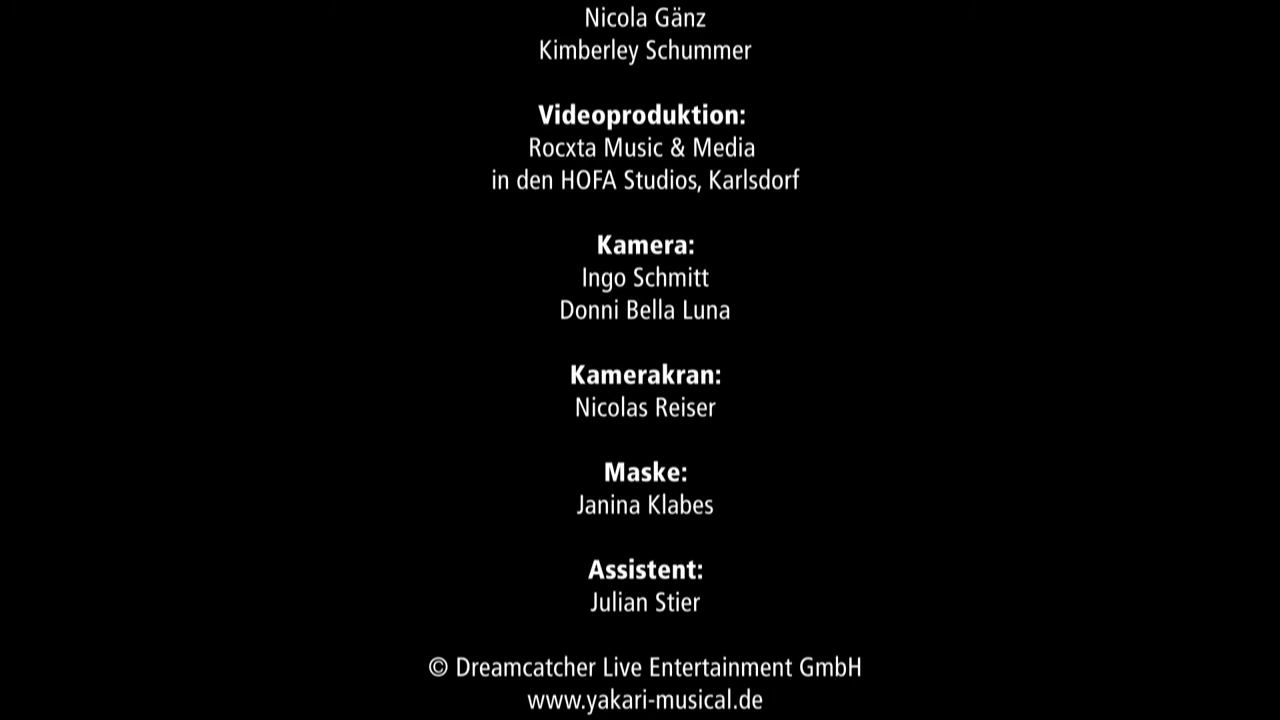 Nicola Gänz
Kimberley Schummer
Videoproduktion:
Rocxta Music & Media
in den HOFA Studios, Karlsdorf
Kamera:
Ingo Schmitt
Donni Bella Luna
Kamerakran:
Nicolas Reiser
Maske:
Janina Klabes
Assistent:
Julian Stier
© Dreamcatcher Live Entertainment GmbH
www.yakari-musical.de